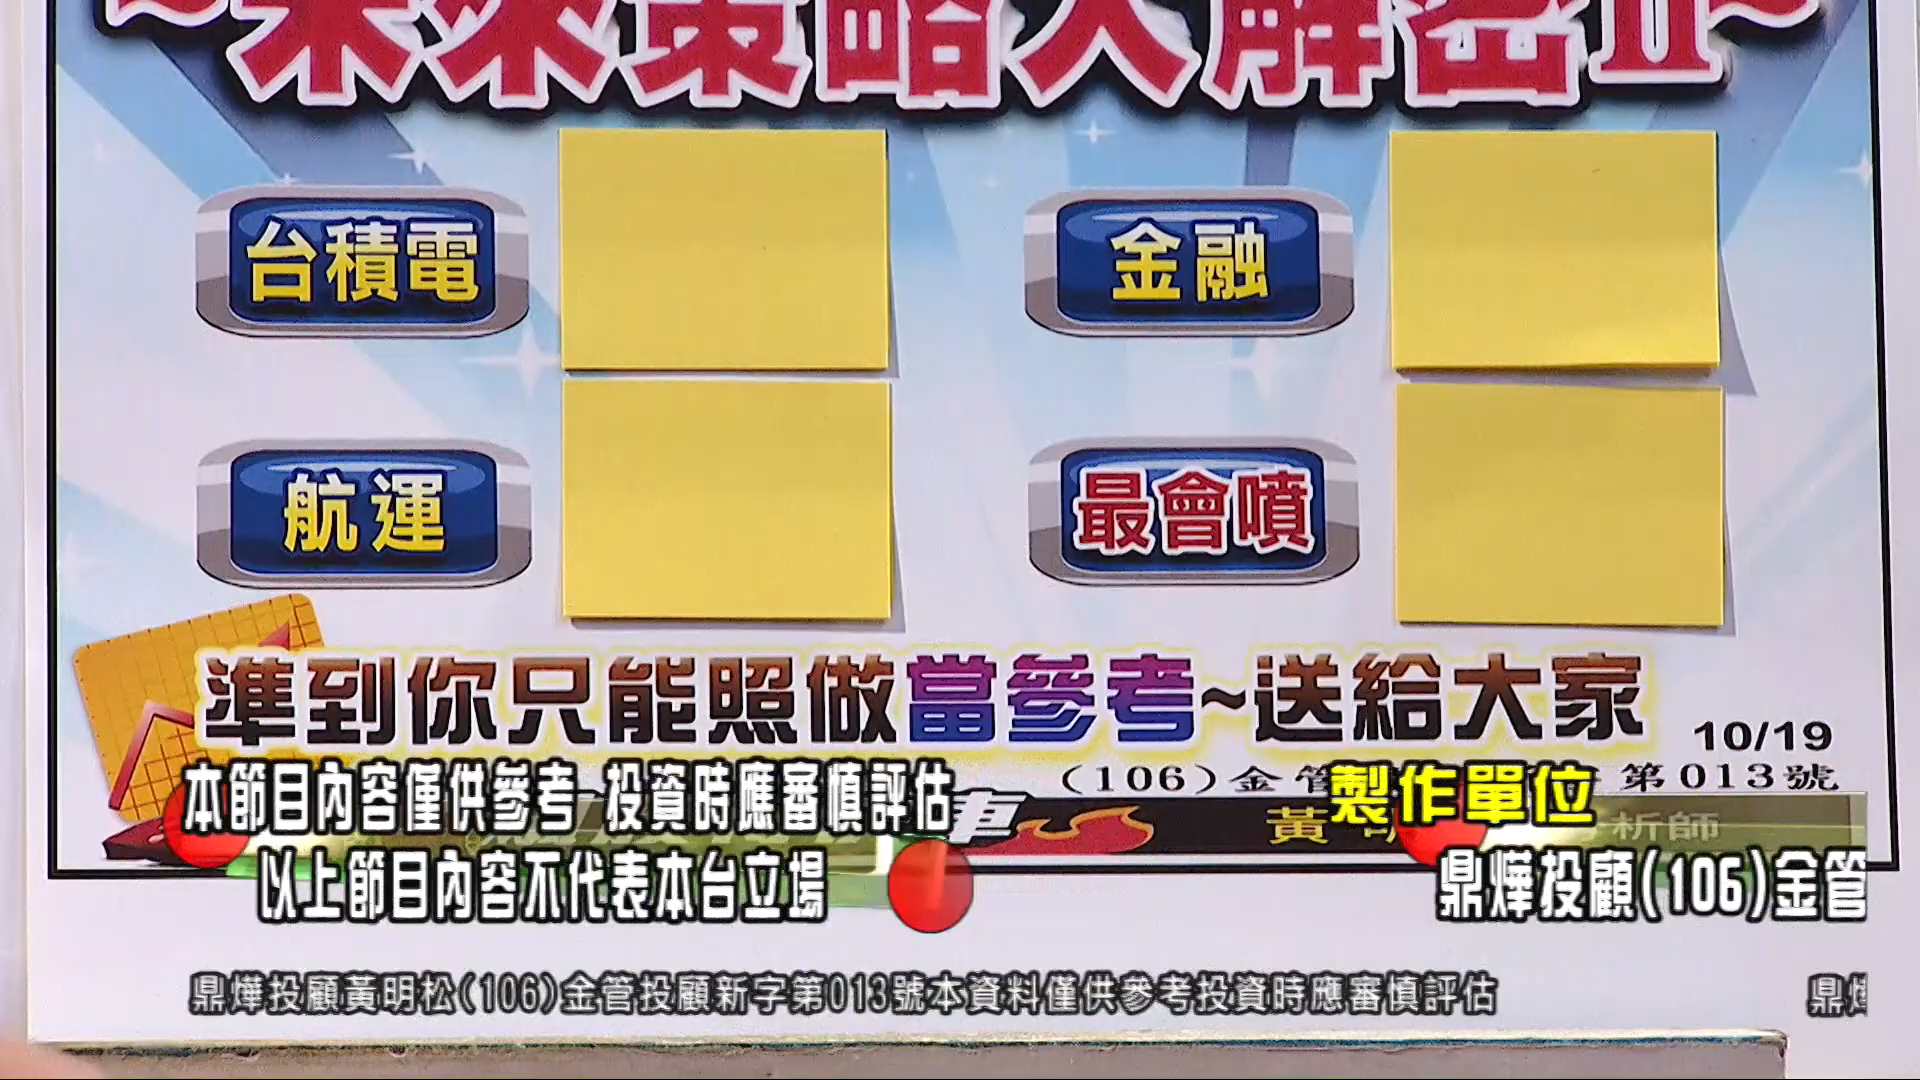 ~未來策略大解密II~
台積電
金融
航運
最會噴
準到你只能照做當參考~送給大家
10/19
(106)金管 第013號
本節目內容僅供參考 投資時應審慎評估
製作單位
車
黃
析師
以上節目內容不代表本台立場
鼎燁投顧(106)金管
鼎燁投顧黃明松(106)金管投顧新字第013號本資料僅供參考投資時應審慎評估
鼎燁